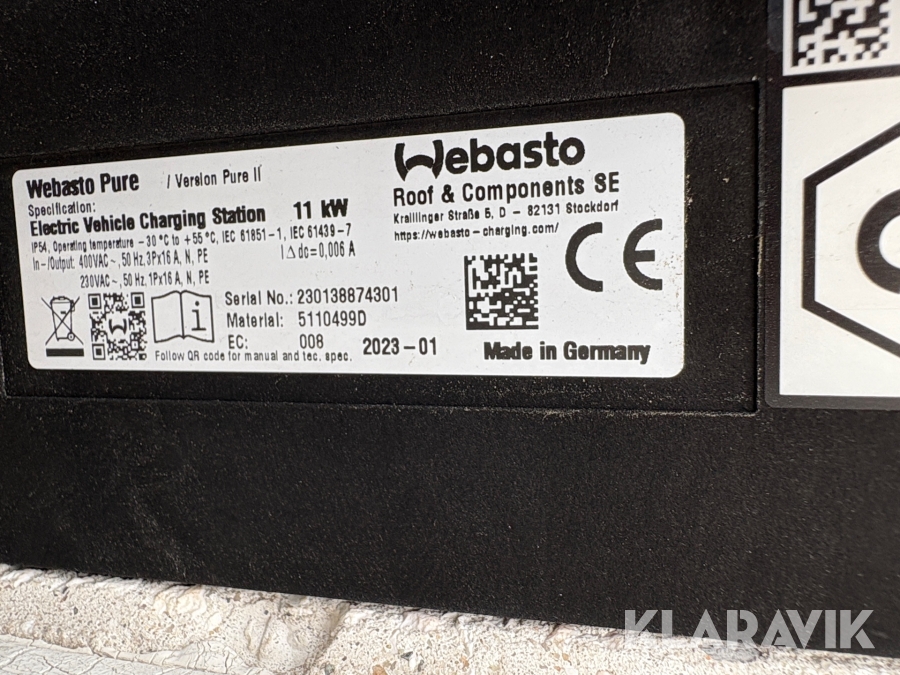 Webasto Pure / Version Pure II
Specification:
Electric Vehicle Charging Station 11 kW
IP54, Operating temperature - 30 °C to + 55 °C, IEC 61851-1, IEC 61439-7
In-/Output: 400VAC ~, 50 Hz, 3Px16 A, N, PE I Δ dc=0,006 A
230VAC ~, 50 Hz, 1Px16 A, N, PE
Serial No.: 230138874301
Material: 5110499D
EC: 008 2023-01
Follow QR code for manual and tec. spec.
Webasto
Roof & Components SE
Kraillinger Straße 5, D - 82131 Stockdorf
https://webasto-charging.com/
CE
Made in Germany
KLARAVIK